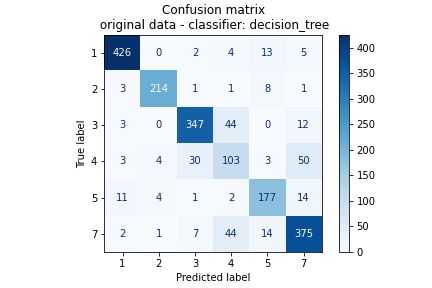 Confusion matrix
original data - classifier: decision_tree
1 426 0 2 4 13 5
2 3 214 1 1 8 1
3 3 0 347 44 0 12
4 3 4 30 103 3 50
5 11 4 1 2 177 14
7 2 1 7 44 14 375
1 2 3 4 5 7
True label
Predicted label
400
350
300
250
200
150
100
50
0